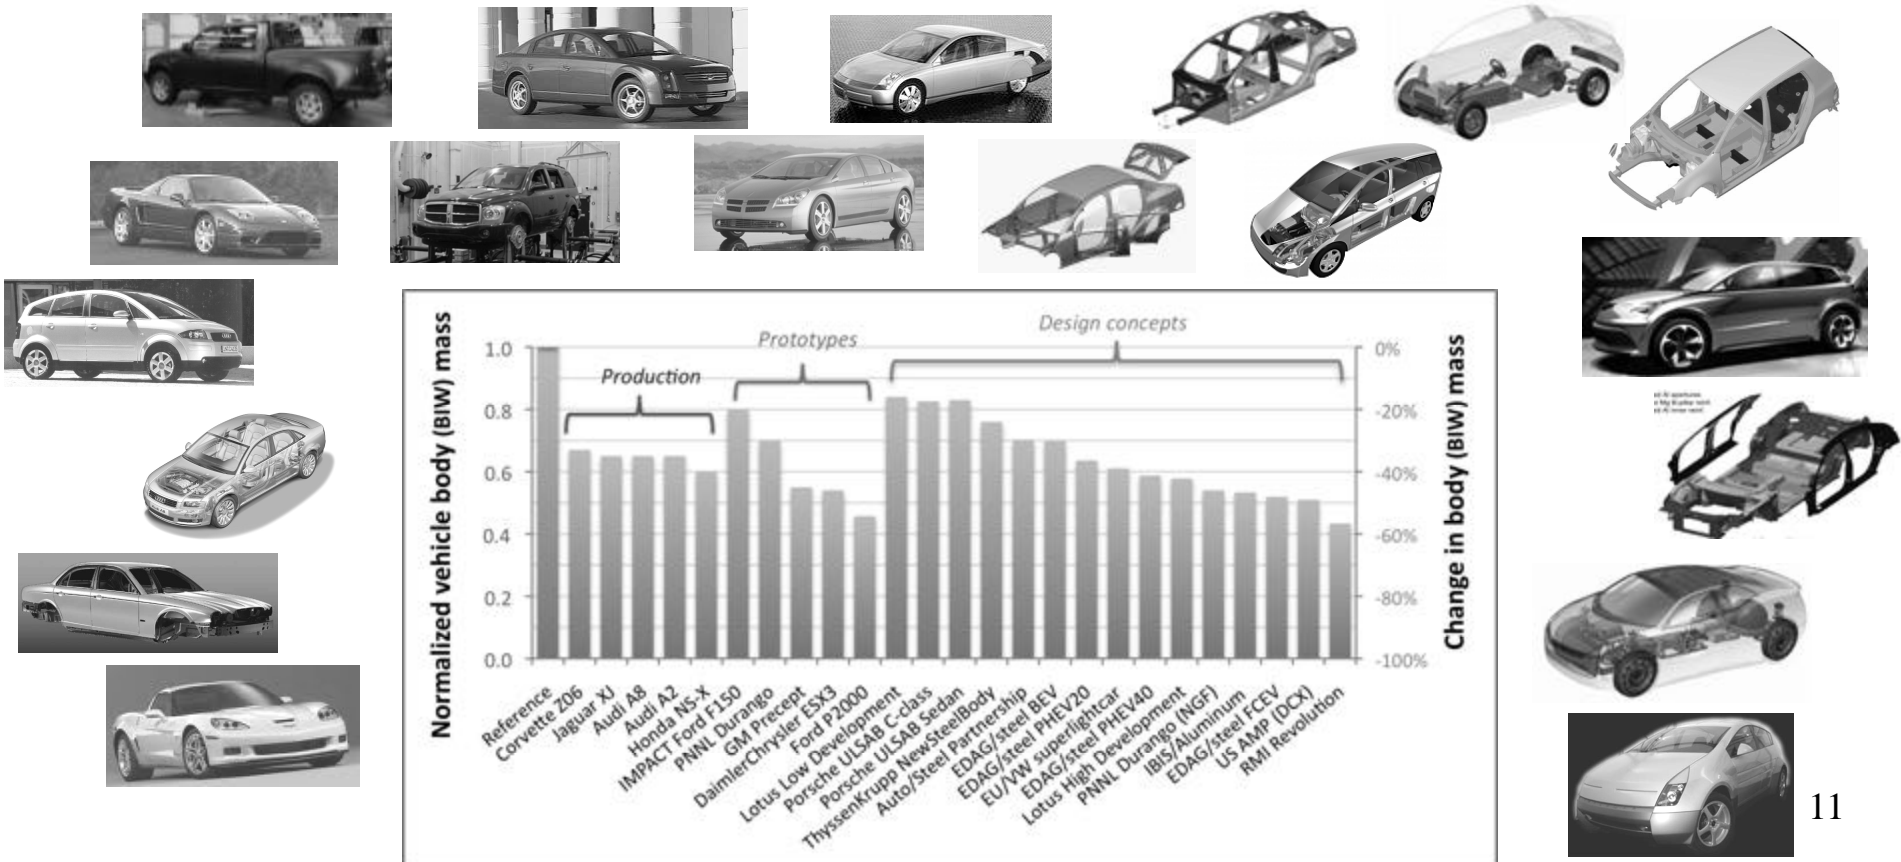 Normalized vehicle body (BIW) mass
Change in body (BIW) mass
Production
Prototypes
Design concepts
1.0
0.8
0.6
0.4
0.2
0.0
0%
-20%
-40%
-60%
-80%
-100%
Reference
Corvette Z06
Jaguar XJ
Audi A8
Audi A2
Honda NS-X
IMPACT Ford F150
PNNL Durango
GM Precept
DaimlerChrysler ESX3
Ford P2000
Lotus Low Development
Porsche ULSAB C-class
Porsche ULSAB Sedan
ThyssenKrupp NewSteelBody
Auto/Steel Partnership
EDAG/steel BEV
EDAG/steel PHEV20
EU/VW superlightcar
EDAG/steel PHEV40
Lotus High Development
PNNL Durango (NGF)
IBIS/Aluminum
EDAG/steel FCEV
US AMP (DCX)
RMI Revolution
11